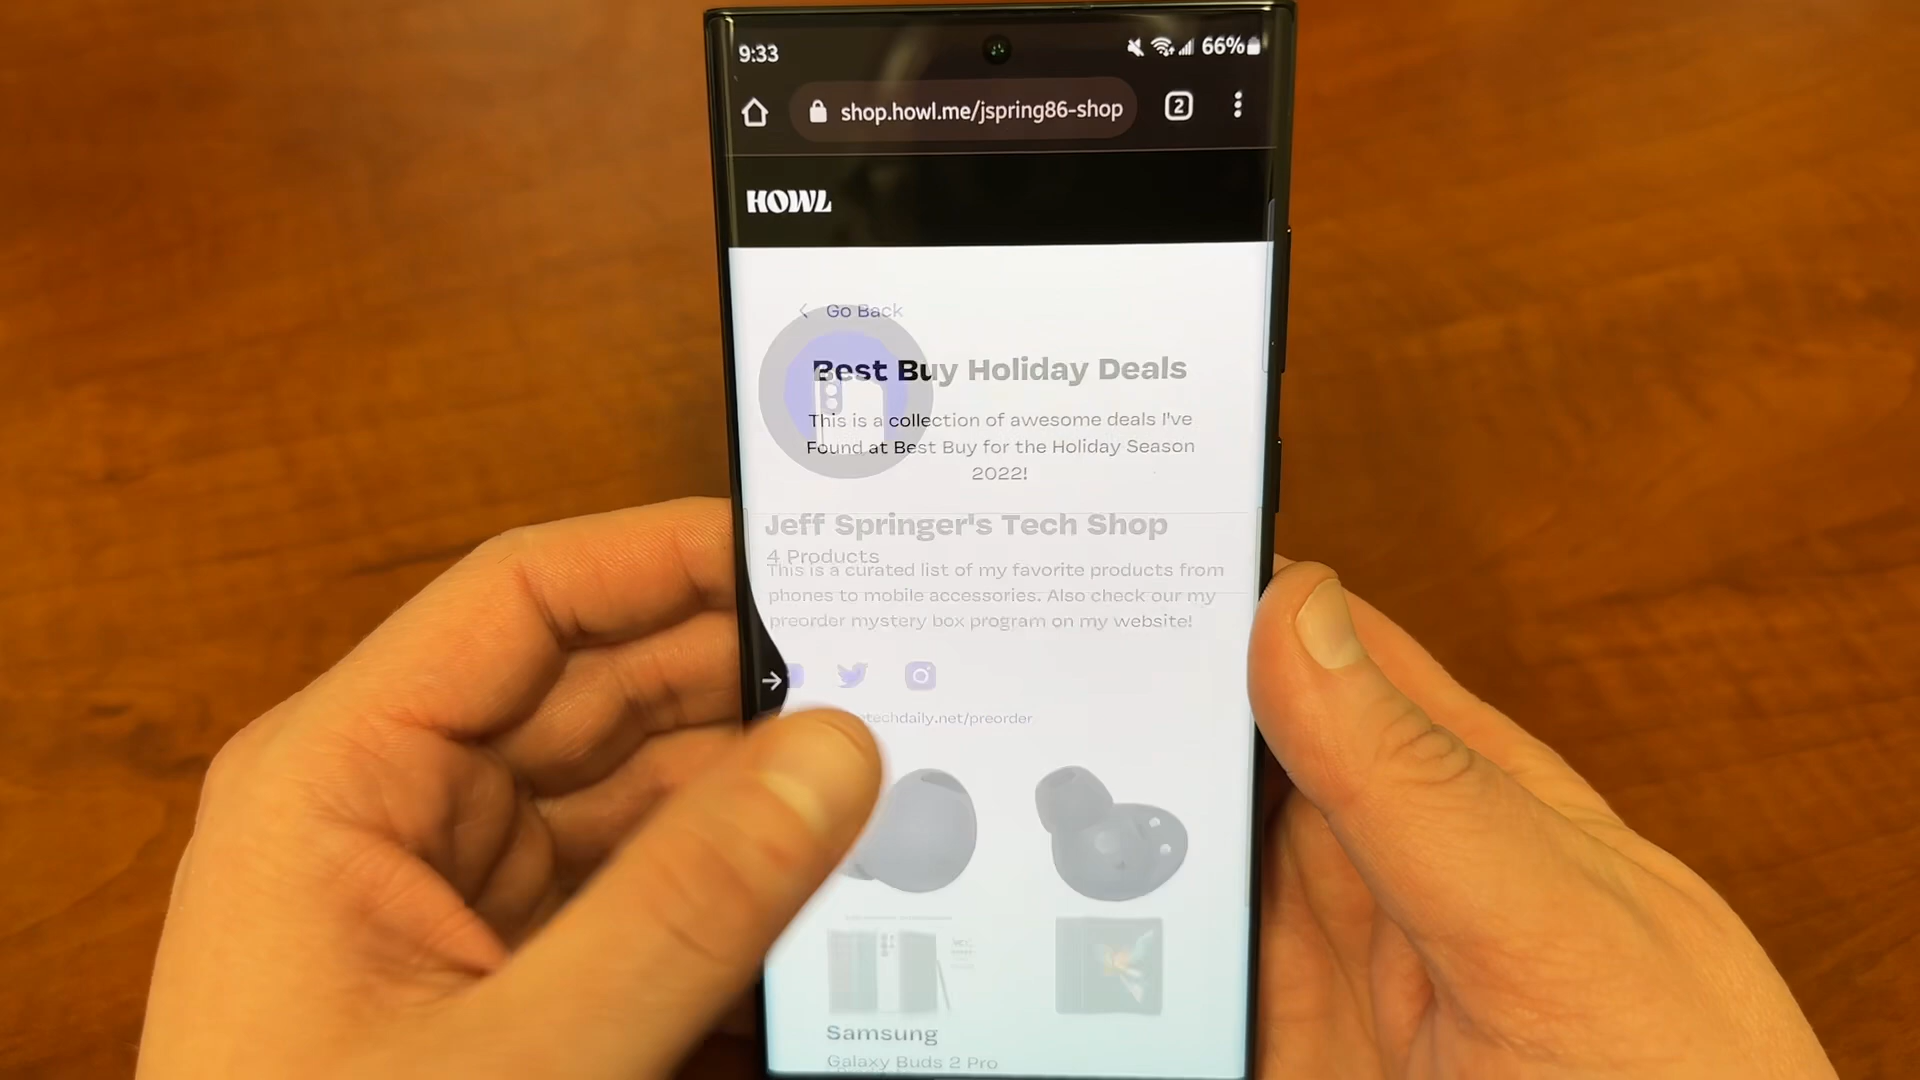 9:33
66%
shop.howl.me/jspring86-shop
2
HOWL
Go Back
Best Buy Holiday Deals
This is a collection of awesome deals I've
Found at Best Buy for the Holiday Season
2022!
Jeff Springer's Tech Shop
4 Products
This is a curated list of my favorite products from
phones to mobile accessories. Also check our my
preorder mystery box program on my website!
techdaily.net/preorder
Samsung
Galaxy Buds 2 Pro